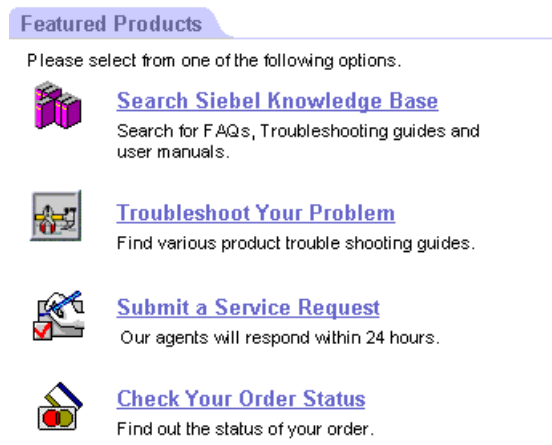 Featured Products
Please select from one of the following options.
Search Siebel Knowledge Base
Search for FAQs, Troubleshooting guides and
user manuals.
Troubleshoot Your Problem
Find various product trouble shooting guides.
Submit a Service Request
Our agents will respond within 24 hours.
Check Your Order Status
Find out the status of your order.